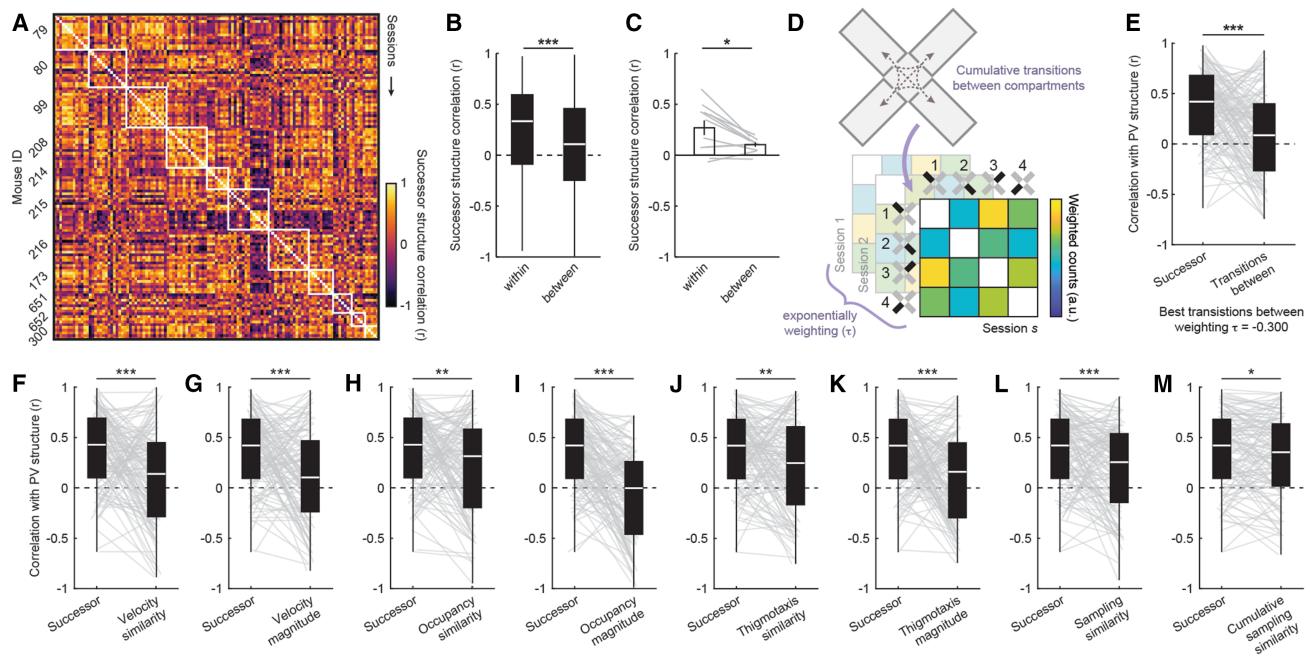 A
Sessions
Mouse ID
79
80
99
208
214
215
216
173
651
652
300
1
0
-1
Successor structure correlation (r)
B
***
Successor structure correlation (r)
1
0.5
0
-0.5
-1
within
between
C
*
Successor structure correlation (r)
1
0.5
0
-0.5
-1
within
between
D
Cumulative transitions
between compartments
1 2 3 4
1
2
3
4
Session 1
Session 2
exponentially
weighting (τ)
Session s
Weighted counts (a.u.)
E
***
Correlation with PV structure (r)
1
0.5
0
-0.5
-1
Successor
Transitions
between
Best transistions between
weighting τ = -0.300
F
***
Correlation with PV structure (r)
1
0.5
0
-0.5
-1
Successor
Velocity
similarity
G
***
1
0.5
0
-0.5
-1
Successor
Velocity
magnitude
H
**
1
0.5
0
-0.5
-1
Successor
Occupancy
similarity
I
***
1
0.5
0
-0.5
-1
Successor
Occupancy
magnitude
J
**
1
0.5
0
-0.5
-1
Successor
Thigmotaxis
similarity
K
***
1
0.5
0
-0.5
-1
Successor
Thigmotaxis
magnitude
L
***
1
0.5
0
-0.5
-1
Successor
Sampling
similarity
M
*
1
0.5
0
-0.5
-1
Successor
Cumulative
sampling
similarity